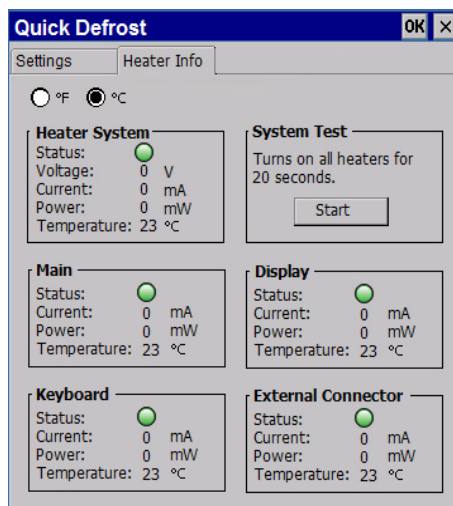 Quick Defrost OK ×
Settings Heater Info
°F °C
Heater System
Status:
Voltage: 0 V
Current: 0 mA
Power: 0 mW
Temperature: 23 °C
System Test
Turns on all heaters for
20 seconds.
Start
Main
Status:
Current: 0 mA
Power: 0 mW
Temperature: 23 °C
Display
Status:
Current: 0 mA
Power: 0 mW
Temperature: 23 °C
Keyboard
Status:
Current: 0 mA
Power: 0 mW
Temperature: 23 °C
External Connector
Status:
Current: 0 mA
Power: 0 mW
Temperature: 23 °C